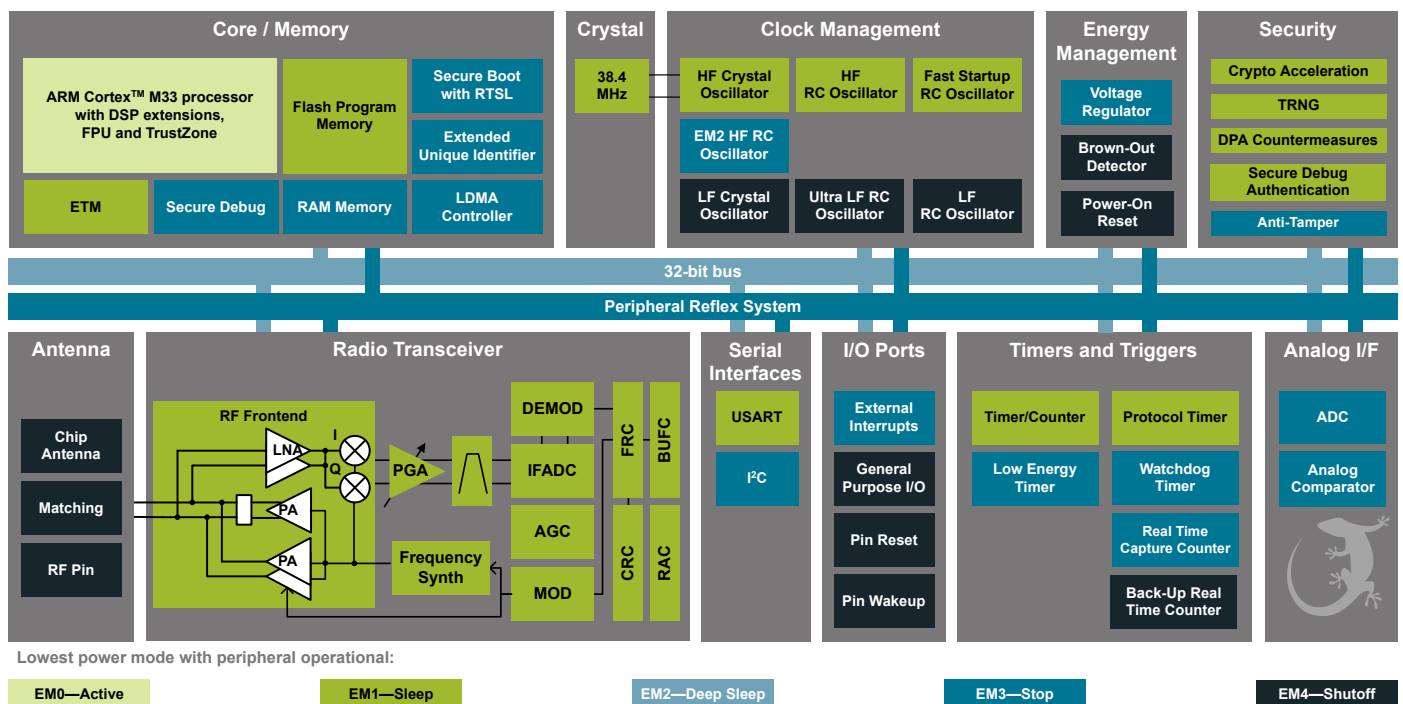 Core / Memory
ARM Cortex™ M33 processor
with DSP extensions,
FPU and TrustZone
Flash Program
Memory
Secure Boot
with RTSL
Extended
Unique Identifier
ETM
Secure Debug
RAM Memory
LDMA
Controller
Crystal
38.4
MHz
Clock Management
HF Crystal
Oscillator
HF
RC Oscillator
Fast Startup
RC Oscillator
EM2 HF RC
Oscillator
LF Crystal
Oscillator
Ultra LF RC
Oscillator
LF
RC Oscillator
Energy
Management
Voltage
Regulator
Brown-Out
Detector
Power-On
Reset
Security
Crypto Acceleration
TRNG
DPA Countermeasures
Secure Debug
Authentication
Anti-Tamper
32-bit bus
Peripheral Reflex System
Antenna
Chip
Antenna
Matching
RF Pin
Radio Transceiver
RF Frontend
LNA
I
Q
PA
PA
PGA
Frequency
Synth
DEMOD
IFADC
AGC
MOD
FRC
BUFC
CRC
RAC
Serial
Interfaces
USART
I²C
I/O Ports
External
Interrupts
General
Purpose I/O
Pin Reset
Pin Wakeup
Timers and Triggers
Timer/Counter
Protocol Timer
Low Energy
Timer
Watchdog
Timer
Real Time
Capture Counter
Back-Up Real
Time Counter
Analog I/F
ADC
Analog
Comparator
Lowest power mode with peripheral operational:
EM0—Active
EM1—Sleep
EM2—Deep Sleep
EM3—Stop
EM4—Shutoff